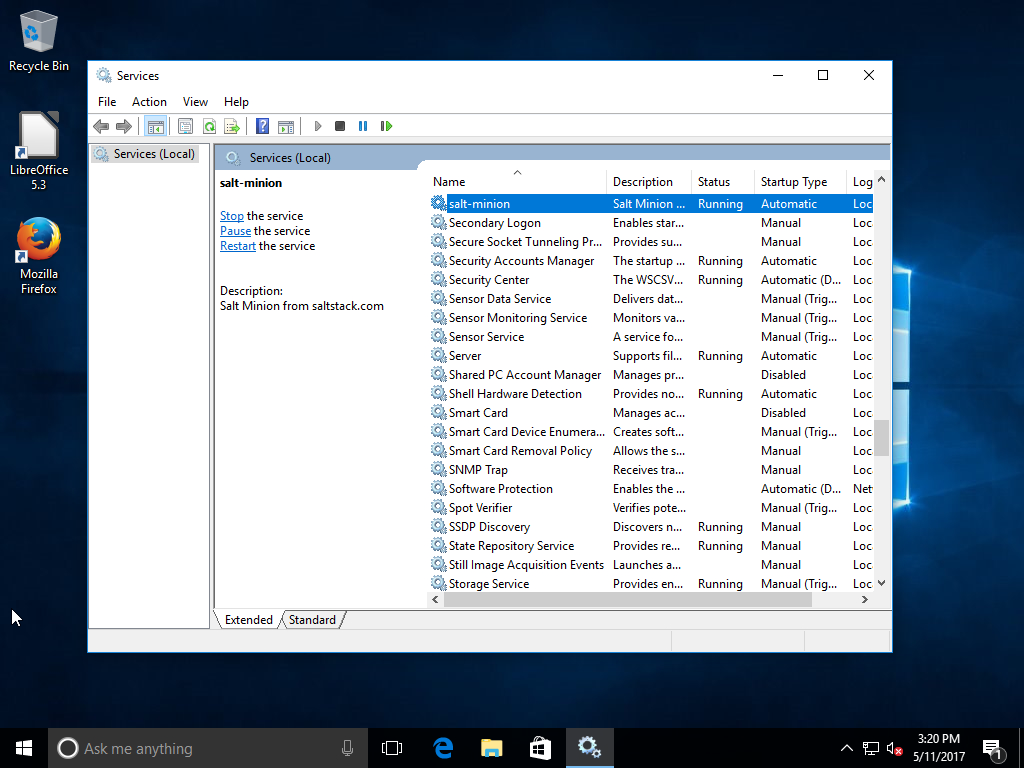 Recycle Bin
LibreOffice
5.3
Mozilla
Firefox
Services
File Action View Help
Services (Local)
Services (Local)
salt-minion
Stop the service
Pause the service
Restart the service
Description:
Salt Minion from saltstack.com
Name Description Status Startup Type Log
salt-minion Salt Minion ... Running Automatic Loc
Secondary Logon Enables star... Manual Loc
Secure Socket Tunneling Pr... Provides su... Manual Loc
Security Accounts Manager The startup ... Running Automatic Loc
Security Center The WSCSV... Running Automatic (D... Loc
Sensor Data Service Delivers dat... Manual (Trig... Loc
Sensor Monitoring Service Monitors va... Manual (Trig... Loc
Sensor Service A service fo... Manual (Trig... Loc
Server Supports fil... Running Automatic Loc
Shared PC Account Manager Manages pr... Disabled Loc
Shell Hardware Detection Provides no... Running Automatic Loc
Smart Card Manages ac... Disabled Loc
Smart Card Device Enumera... Creates soft... Manual (Trig... Loc
Smart Card Removal Policy Allows the s... Manual Loc
SNMP Trap Receives tra... Manual Loc
Software Protection Enables the ... Automatic (D... Net
Spot Verifier Verifies pote... Manual (Trig... Loc
SSDP Discovery Discovers n... Running Manual Loc
State Repository Service Provides re... Running Manual Loc
Still Image Acquisition Events Launches a... Manual Loc
Storage Service Provides en... Running Manual (Trig... Loc
Extended Standard
Ask me anything
3:20 PM
5/11/2017
1